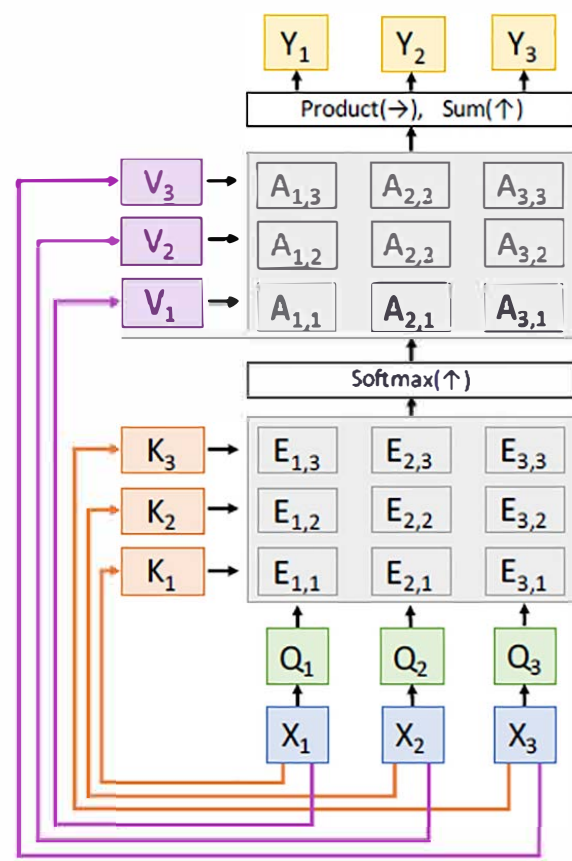 Y1 Y2 Y3
Product(→), Sum(↑)
V3 A1,3 A2,2 A3,3
V2 A1,2 A2,2 A3,2
V1 A1,1 A2,1 A3,1
Softmax(↑)
K3 E1,3 E2,3 E3,3
K2 E1,2 E2,2 E3,2
K1 E1,1 E2,1 E3,1
Q1 Q2 Q3
X1 X2 X3